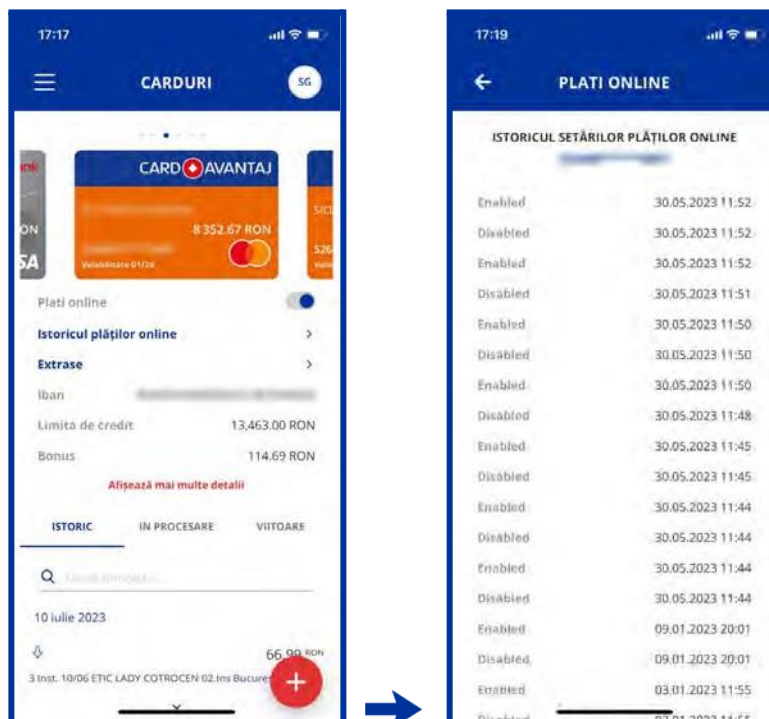 17:17
CARDURI
SG
CARD AVANTAJ
ON
8 352.67 RON
SA
Valabilitate 01/26
Plati online
Istoricul plăților online
Extrase
Iban
Limita de credit 13,463.00 RON
Bonus 114.69 RON
Afișează mai multe detalii
ISTORIC IN PROCESARE VIITOARE
10 iulie 2023
66.99 RON
3 Inst. 10/06 ETIC LADY COTROCEN 02.Ins Bucure
17:19
PLATI ONLINE
ISTORICUL SETĂRILOR PLĂȚILOR ONLINE
Enabled 30.05.2023 11:52
Disabled 30.05.2023 11:52
Enabled 30.05.2023 11:52
Disabled 30.05.2023 11:51
Enabled 30.05.2023 11:50
Disabled 30.05.2023 11:50
Enabled 30.05.2023 11:50
Disabled 30.05.2023 11:48
Enabled 30.05.2023 11:45
Disabled 30.05.2023 11:45
Enabled 30.05.2023 11:44
Disabled 30.05.2023 11:44
Enabled 30.05.2023 11:44
Disabled 30.05.2023 11:44
Enabled 09.01.2023 20:01
Disabled 09.01.2023 20:01
Enabled 03.01.2023 11:55